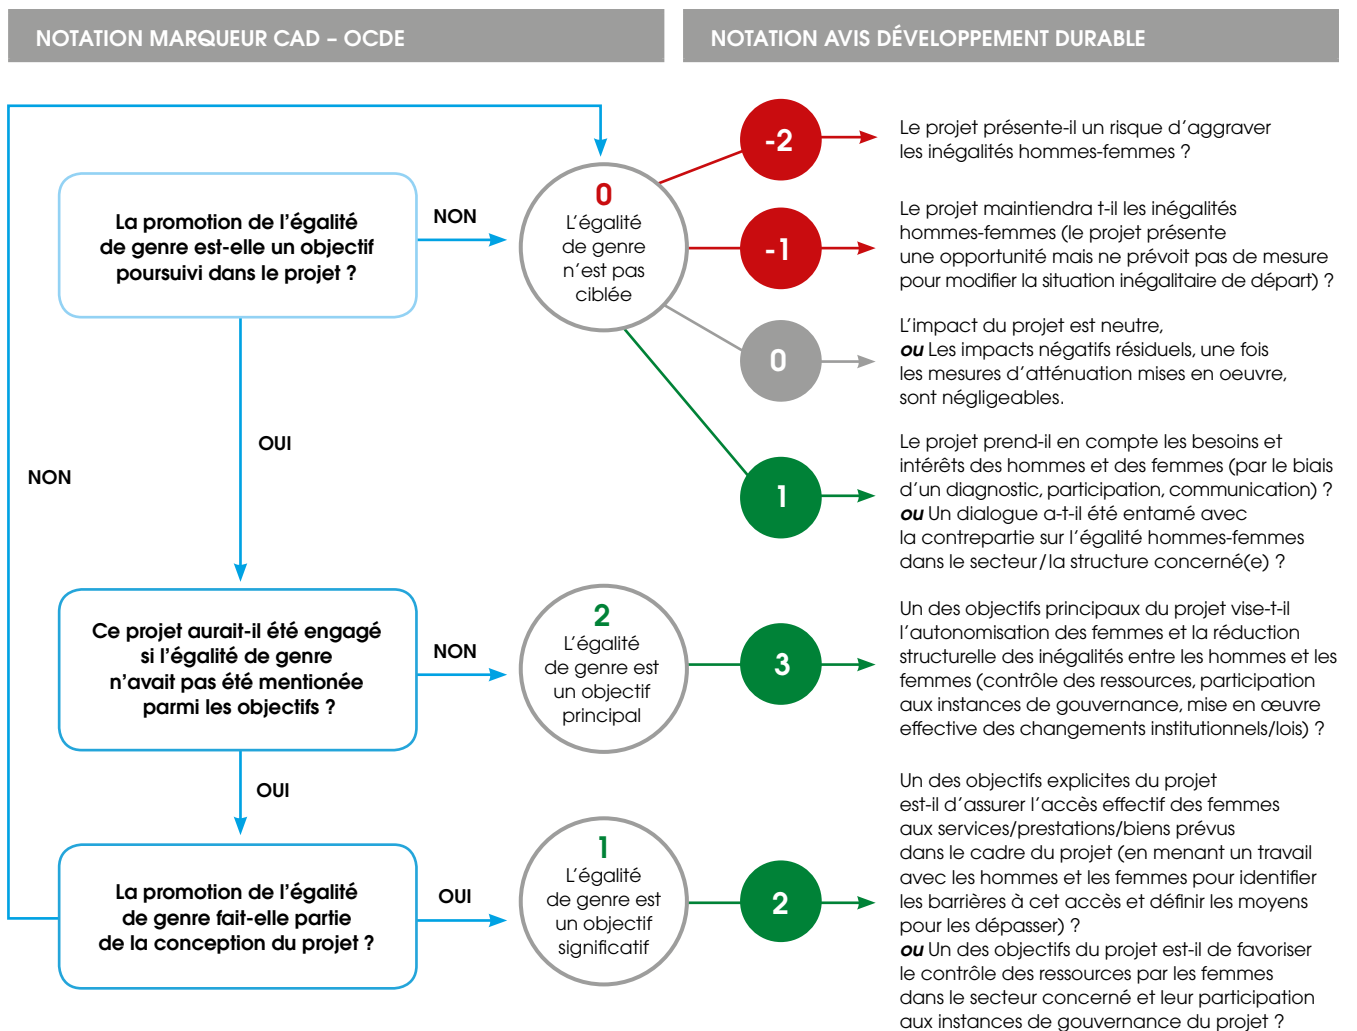 NOTATION MARQUEUR CAD – OCDE
NOTATION AVIS DÉVELOPPEMENT DURABLE
La promotion de l’égalité
de genre est-elle un objectif
poursuivi dans le projet ?
NON
0
L’égalité
de genre
n’est pas
ciblée
-2
Le projet présente-il un risque d’aggraver
les inégalités hommes-femmes ?
-1
Le projet maintiendra t-il les inégalités
hommes-femmes (le projet présente
une opportunité mais ne prévoit pas de mesure
pour modifier la situation inégalitaire de départ) ?
0
L’impact du projet est neutre,
ou Les impacts négatifs résiduels, une fois
les mesures d’atténuation mises en oeuvre,
sont négligeables.
1
Le projet prend-il en compte les besoins et
intérêts des hommes et des femmes (par le biais
d’un diagnostic, participation, communication) ?
ou Un dialogue a-t-il été entamé avec
la contrepartie sur l’égalité hommes-femmes
dans le secteur/la structure concerné(e) ?
OUI
NON
Ce projet aurait-il été engagé
si l’égalité de genre
n’avait pas été mentionée
parmi les objectifs ?
NON
2
L’égalité
de genre est
un objectif
principal
3
Un des objectifs principaux du projet vise-t-il
l’autonomisation des femmes et la réduction
structurelle des inégalités entre les hommes et les
femmes (contrôle des ressources, participation
aux instances de gouvernance, mise en œuvre
effective des changements institutionnels/lois) ?
OUI
La promotion de l’égalité
de genre fait-elle partie
de la conception du projet ?
OUI
1
L’égalité
de genre est
un objectif
significatif
2
Un des objectifs explicites du projet
est-il d’assurer l’accès effectif des femmes
aux services/prestations/biens prévus
dans le cadre du projet (en menant un travail
avec les hommes et les femmes pour identifier
les barrières à cet accès et définir les moyens
pour les dépasser) ?
ou Un des objectifs du projet est-il de favoriser
le contrôle des ressources par les femmes
dans le secteur concerné et leur participation
aux instances de gouvernance du projet ?